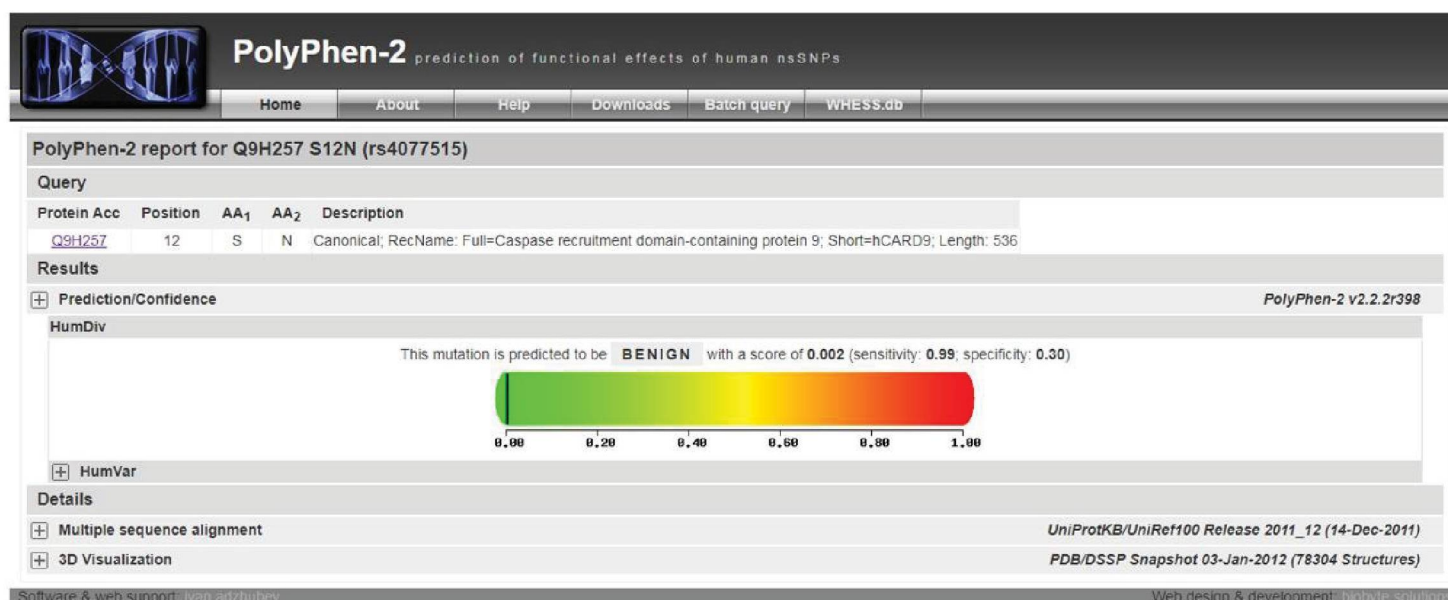 PolyPhen-2 prediction of functional effects of human nsSNPs
Home About Help Downloads Batch query WHESS.db
PolyPhen-2 report for Q9H257 S12N (rs4077515)
Query
Protein Acc Position AA1 AA2 Description
Q9H257 12 S N Canonical; RecName: Full=Caspase recruitment domain-containing protein 9; Short=hCARD9; Length: 536
Results
Prediction/Confidence PolyPhen-2 v2.2.2r398
HumDiv
This mutation is predicted to be BENIGN with a score of 0.002 (sensitivity: 0.99; specificity: 0.30)
0.00 0.20 0.40 0.60 0.80 1.00
HumVar
Details
Multiple sequence alignment UniProtKB/UniRef100 Release 2011_12 (14-Dec-2011)
3D Visualization PDB/DSSP Snapshot 03-Jan-2012 (78304 Structures)
Software & web support: ivan adzhubey Web design & development: biobyte solutions